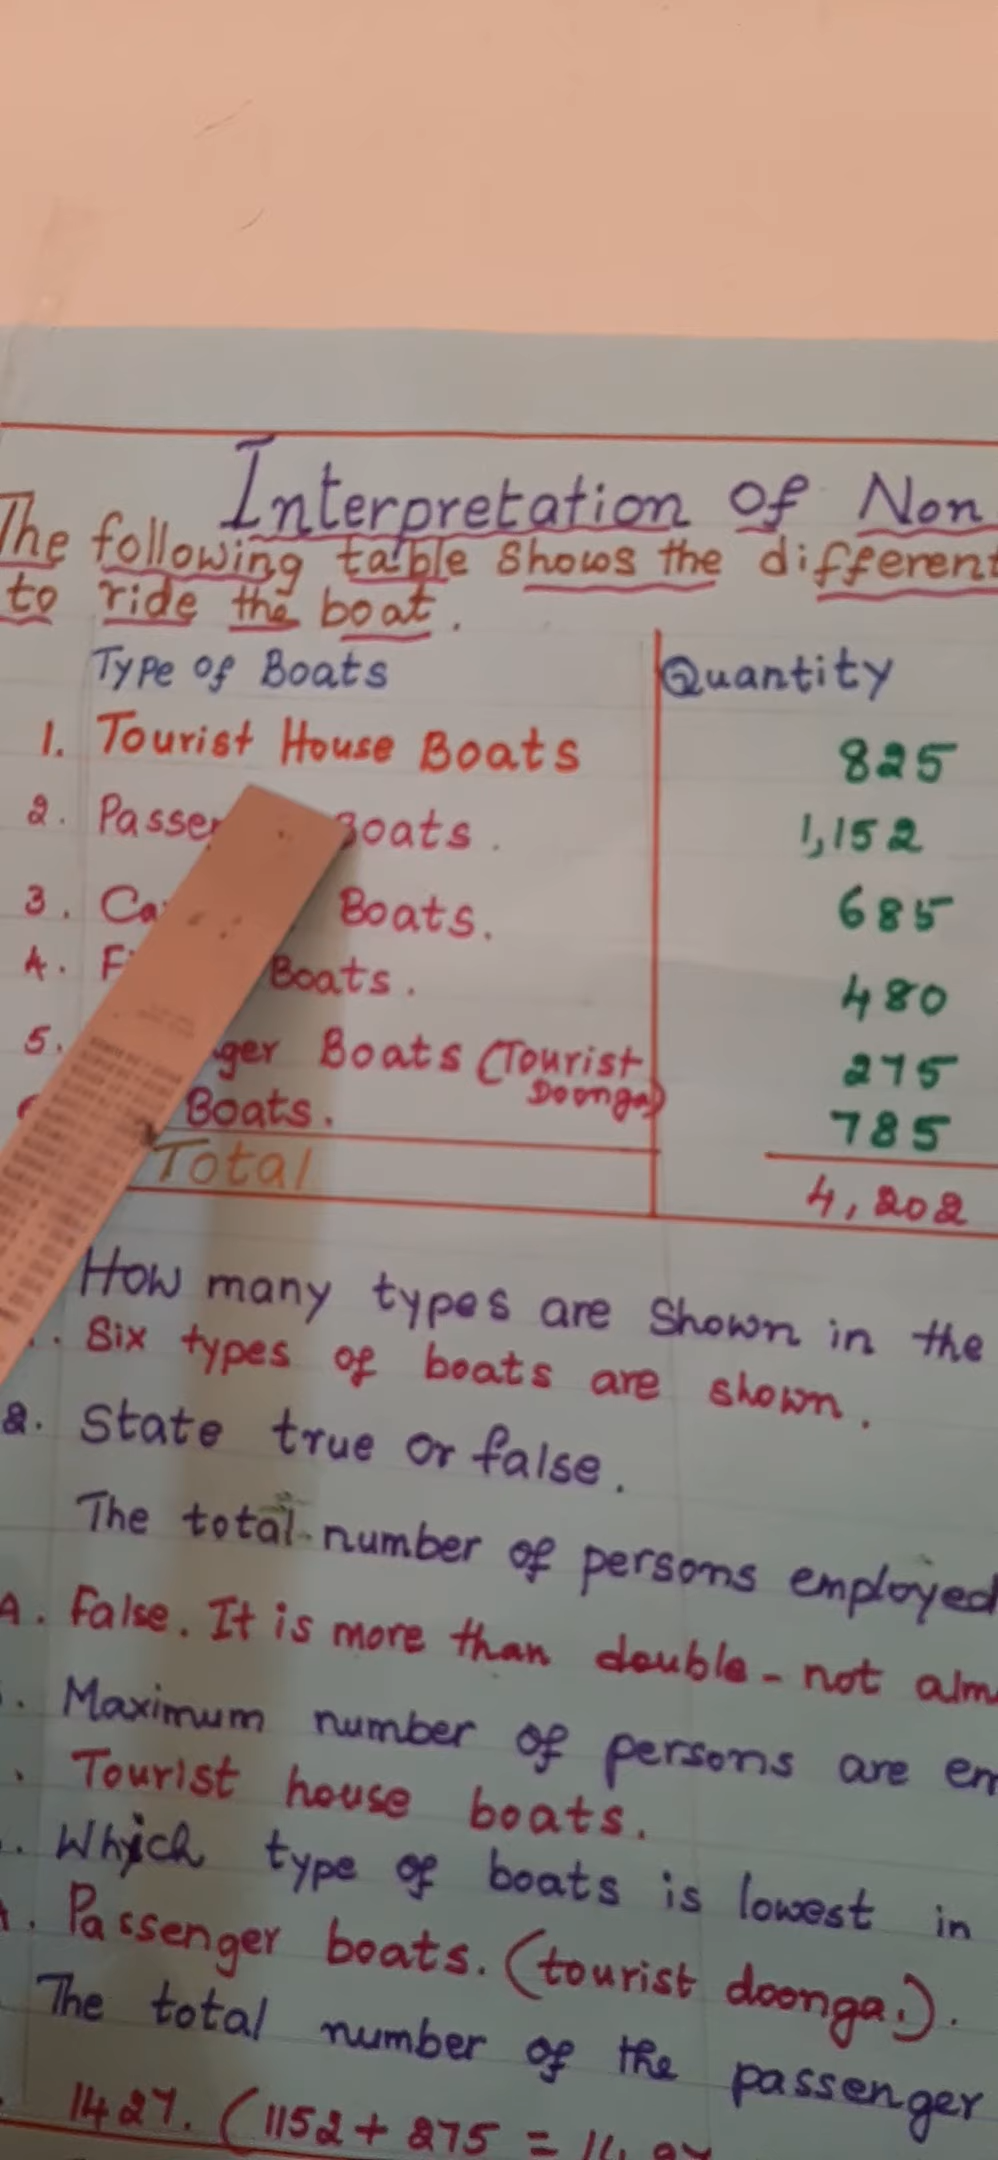 Interpretation of Non
The following table shows the different
to ride the boat.
Type of Boats Quantity
1. Tourist House Boats 825
2. Boats. 1,152
3. Boats. 685
4. Boats. 480
5. Boats (Tourist Doonga) 275
Boats. 785
Total 4,202
How many types are shown in the
Six types of boats are shown.
2. State true or false.
The total number of persons employed
A. False. It is more than double - not
Maximum number of persons are
Tourist house boats.
Which type of boats is lowest in
Passenger boats. (tourist doonga.).
The total number of the passenger
1427. (1152 + 275 =